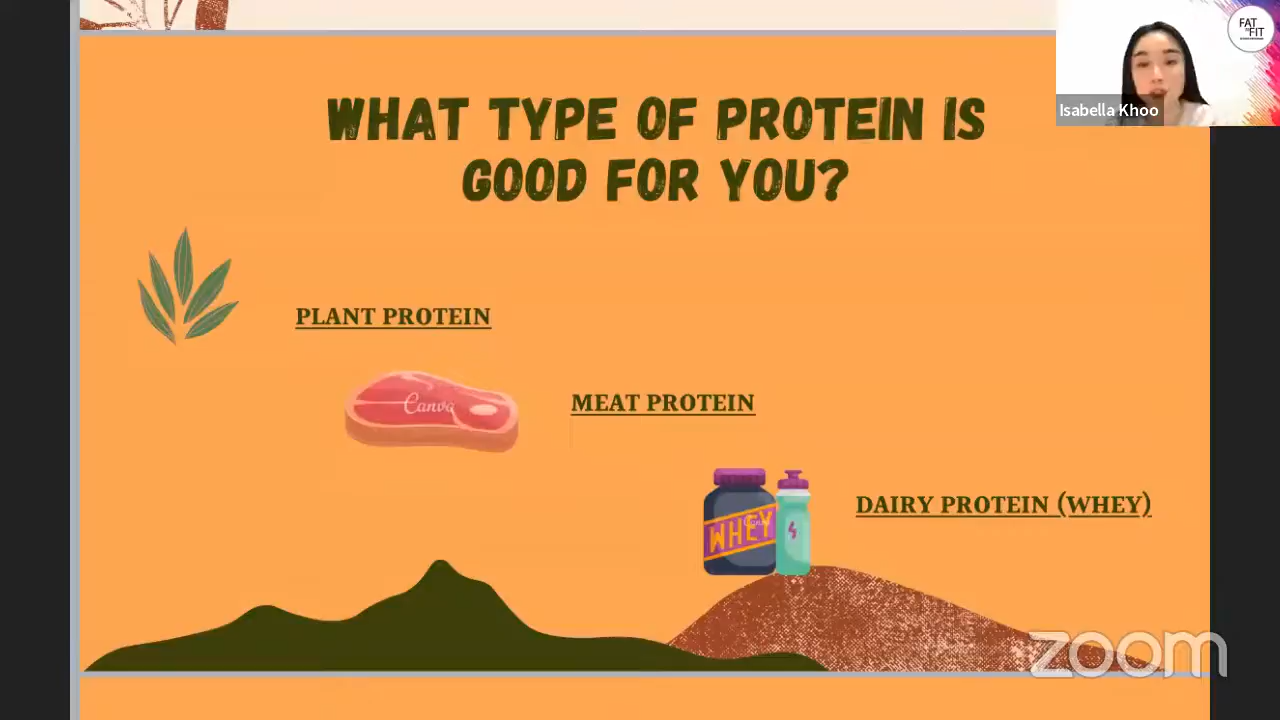 FAT
FIT
Isabella Khoo
WHAT TYPE OF PROTEIN IS
GOOD FOR YOU?
PLANT PROTEIN
Canva
MEAT PROTEIN
WHEY
DAIRY PROTEIN (WHEY)
zoom